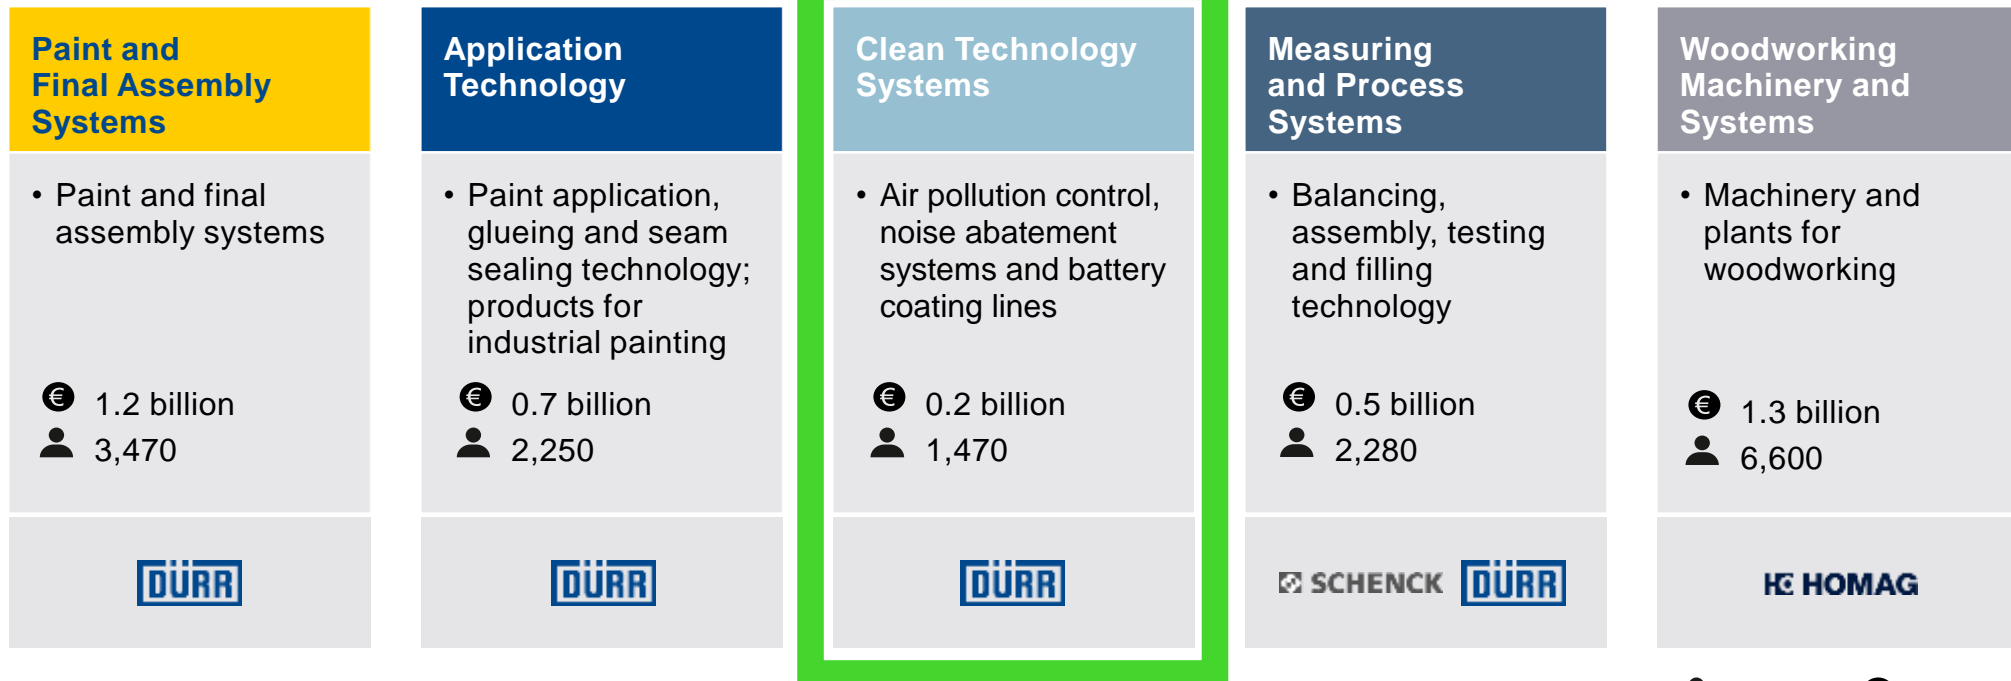 Paint and
Final Assembly
Systems
• Paint and final
assembly systems
€ 1.2 billion
3,470
DÜRR
Application
Technology
• Paint application,
glueing and seam
sealing technology;
products for
industrial painting
€ 0.7 billion
2,250
DÜRR
Clean Technology
Systems
• Air pollution control,
noise abatement
systems and battery
coating lines
€ 0.2 billion
1,470
DÜRR
Measuring
and Process
Systems
• Balancing,
assembly, testing
and filling
technology
€ 0.5 billion
2,280
SCHENCK DÜRR
Woodworking
Machinery and
Systems
• Machinery and
plants for
woodworking
€ 1.3 billion
6,600
HOMAG